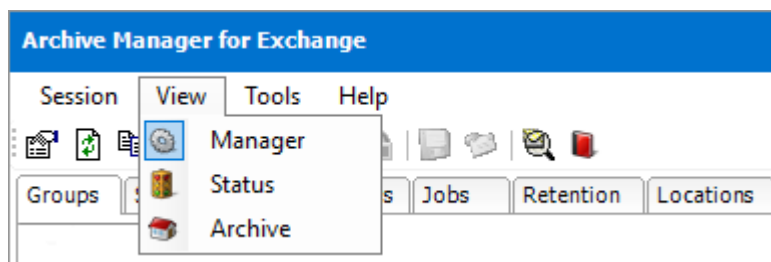 Archive Manager for Exchange
Session View Tools Help
Manager
Status
Groups Jobs Retention Locations
Archive